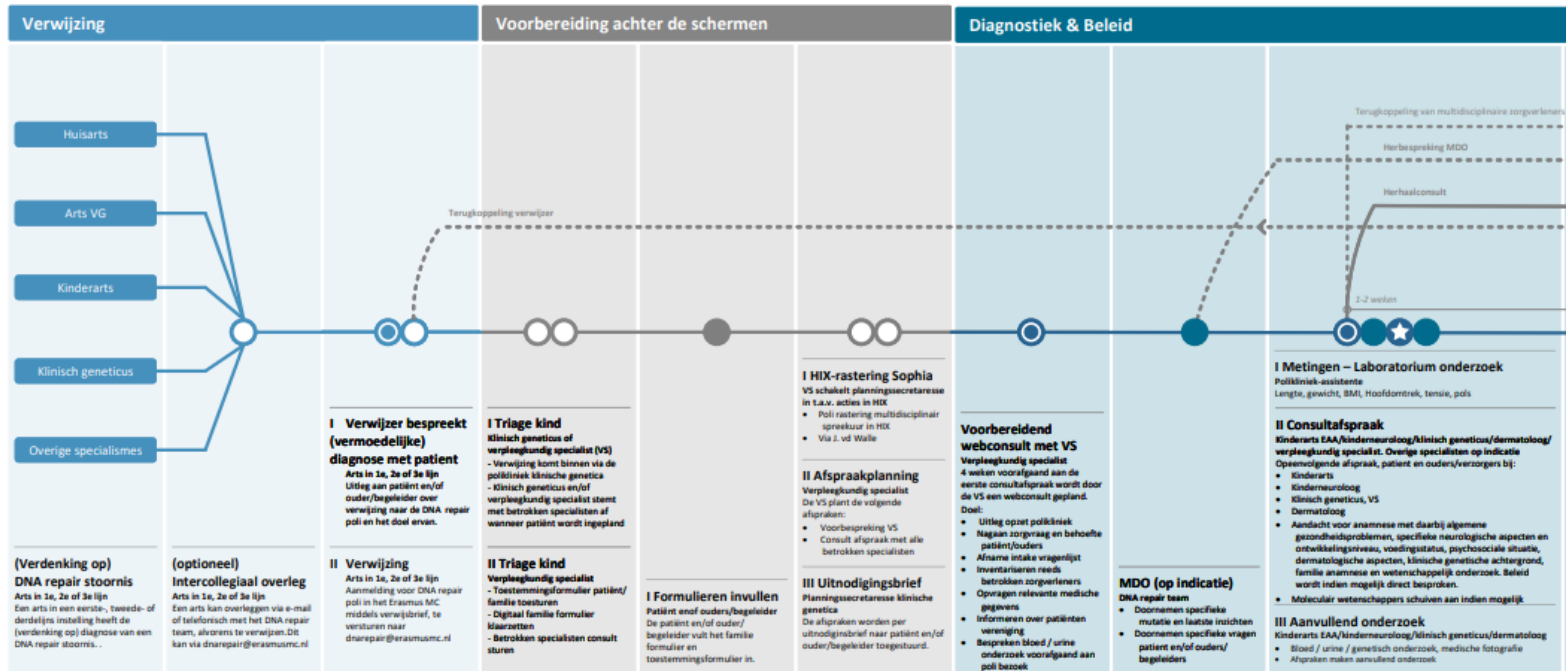 Verwijzing
Voorbereiding achter de schermen
Diagnostiek & Beleid
Huisarts
Arts VG
Kinderarts
Klinisch geneticus
Overige specialismes
Terugkoppeling verwijzer
Terugkoppeling van multidisciplinaire zorgverleners
Herbespreking MDO
Herhaalconsult
1-2 weken
(Verdenking op)
DNA repair stoornis
Arts in 1e, 2e of 3e lijn
Een arts in een eerste-, tweede- of
derdelijns instelling heeft de
(verdenking op) diagnose van een
DNA repair stoornis. .
(optioneel)
Intercollegiaal overleg
Arts in 1e, 2e of 3e lijn
Een arts kan overleggen via e-mail
of telefonisch met het DNA repair
team, alvorens te verwijzen.Dit
kan via dnarepair@erasmusmc.nl
I Verwijzer bespreekt
(vermoedelijke)
diagnose met patient
Arts in 1e, 2e of 3e lijn
Uitleg aan patiënt en/of
ouder/begeleider over
verwijzing naar de DNA repair
poli en het doel ervan.
II Verwijzing
Arts in 1e, 2e of 3e lijn
Aanmelding voor DNA repair
poli in het Erasmus MC
middels verwijsbrief, te
versturen naar
dnarepair@erasmusmc.nl
I Triage kind
Klinisch geneticus of
verpleegkundig specialist (VS)
- Verwijzing komt binnen via de
polikliniek klinische genetica
- Klinisch geneticus en/of
verpleegkundig specialist stemt
met betrokken specialisten af
wanneer patiënt wordt ingepland
II Triage kind
Verpleegkundig specialist
- Toestemmingsformulier patiënt/
familie toesturen
- Digitaal familie formulier
klaarzetten
- Betrokken specialisten consult
sturen
I Formulieren invullen
Patiënt enof ouders/begeleider
De patiënt en/of ouder/
begeleider vult het familie
formulier en
toestemmingsformulier in.
I HIX-rastering Sophia
VS schakelt planningssecretaresse
in t.a.v. acties in HIX
• Poli rastering multidisciplinair
spreekuur in HIX
• Via J. vd Walle
II Afspraakplanning
Verpleegkundig specialist
De VS plant de volgende
afspraken:
• Voorbespreking VS
• Consult afspraak met alle
betrokken specialisten
III Uitnodigingsbrief
Planningssecretaresse klinische
genetica
De afspraken worden per
uitnodigingsbrief naar patiënt en/of
ouder/begeleider toegestuurd.
Voorbereidend
webconsult met VS
Verpleegkundig specialist
4 weken voorafgaand aan de
eerste consultafspraak wordt door
de VS een webconsult gepland.
Doel:
• Uitleg opzet polikliniek
• Nagaan zorgvraag en behoefte
patiënt/ouders
• Afname intake vragenlijst
• Inventariseren reeds
betrokken zorgverleners
• Opvragen relevante medische
gegevens
• Informeren over patiënten
vereniging
• Bespreken bloed / urine
onderzoek voorafgaand aan
poli bezoek
MDO (op indicatie)
DNA repair team
• Doornemen specifieke
mutatie en laatste inzichten
• Doornemen specifieke vragen
patient en/of ouders/
begeleiders
I Metingen – Laboratorium onderzoek
Polikliniek-assistente
Lengte, gewicht, BMI, Hoofdomtrek, tensie, pols
II Consultafspraak
Kinderarts EAA/kinderneuroloog/klinisch geneticus/dermatoloog/
verpleegkundig specialist. Overige specialisten op indicatie
Opeenvolgende afspraak, patient en ouders/verzorgers bij:
• Kinderarts
• Kinderneuroloog
• Klinisch geneticus, VS
• Dermatoloog
• Aandacht voor anamnese met daarbij algemene
gezondheidsproblemen, specifieke neurologische aspecten en
ontwikkelingsniveau, voedingsstatus, psychosociale situatie,
dermatologische aspecten, klinische genetische achtergrond,
familie anamnese en wetenschappelijk onderzoek. Beleid
wordt indien mogelijk direct besproken.
• Moleculair wetenschappers schuiven aan indien mogelijk
III Aanvullend onderzoek
Kinderarts EAA/kinderneuroloog/klinisch geneticus/dermatoloog
• Bloed / urine / genetisch onderzoek, medische fotografie
• Afspraken maken aanvullend onderzoek